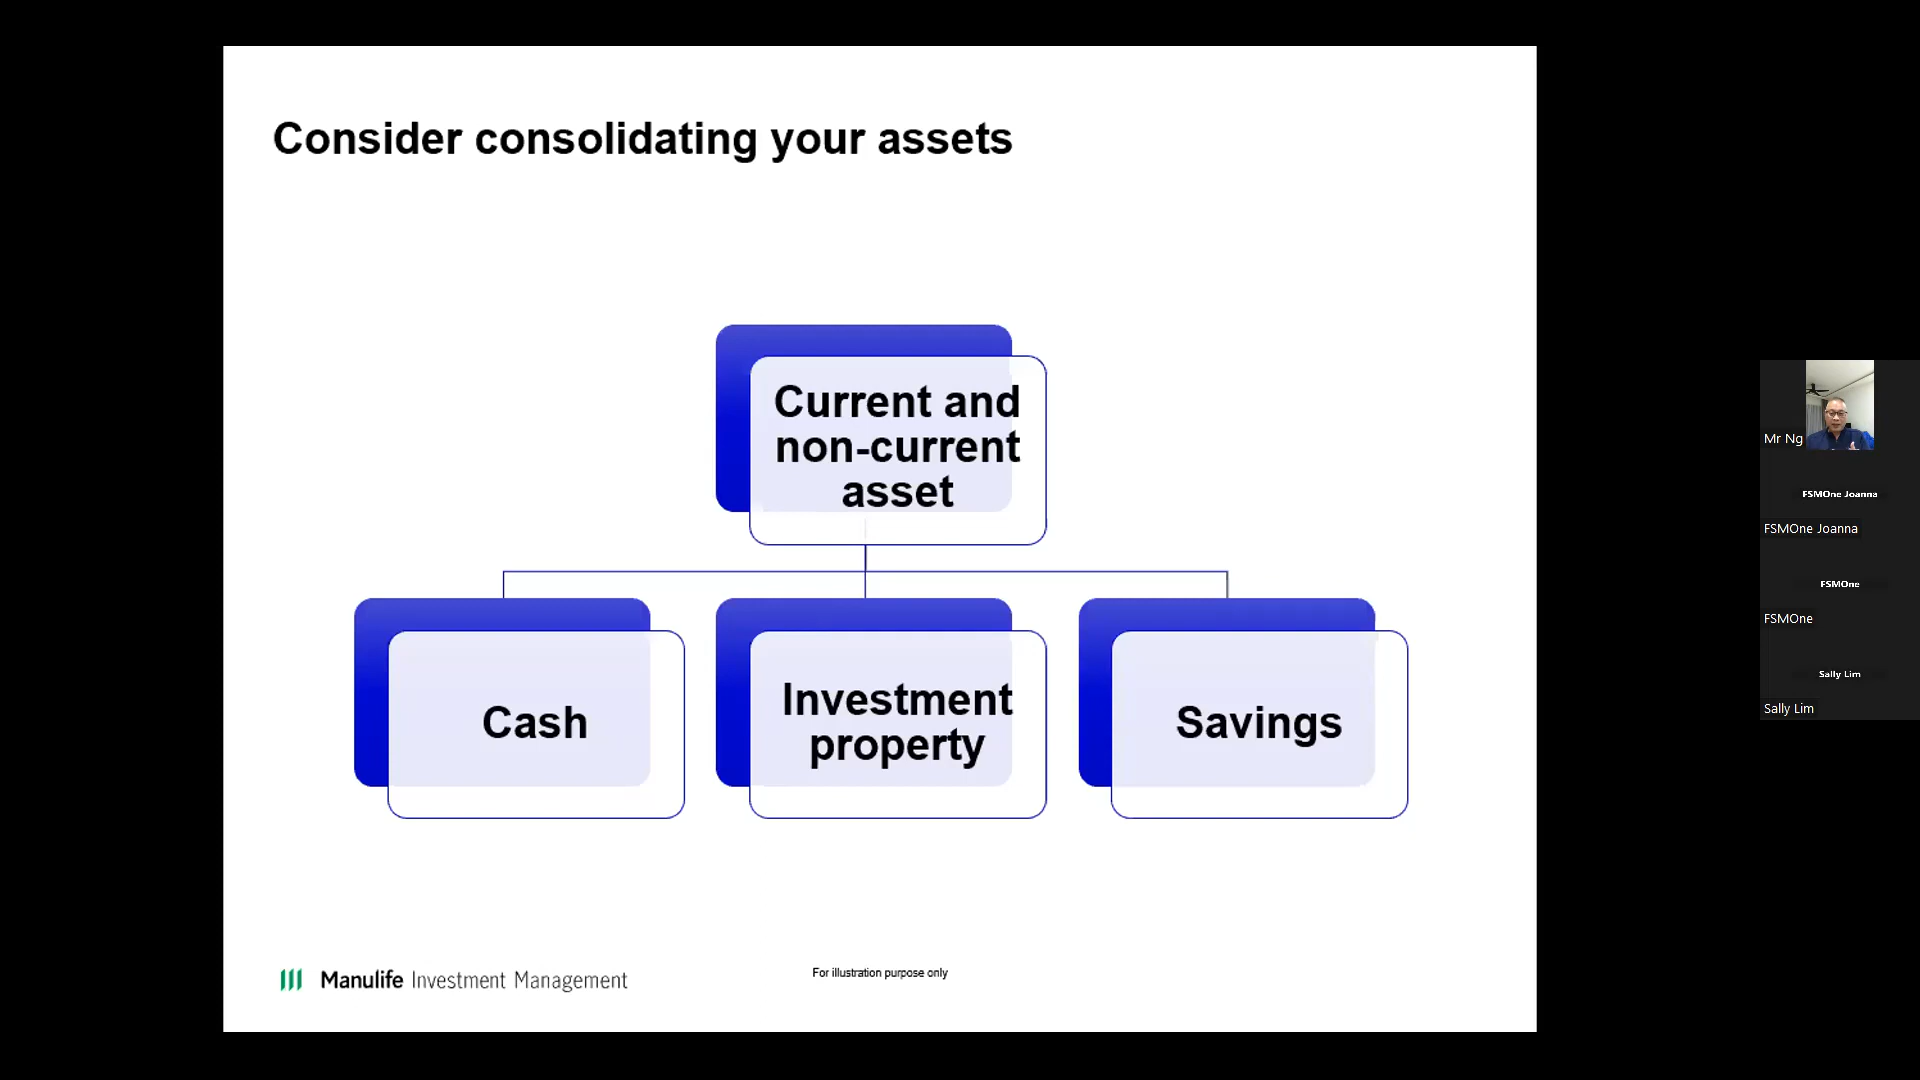 Consider consolidating your assets
Current and
non-current
asset
Cash
Investment
property
Savings
Manulife Investment Management
For illustration purpose only
Mr Ng
FSMOne Joanna
FSMOne Joanna
FSMOne
FSMOne
Sally Lim
Sally Lim